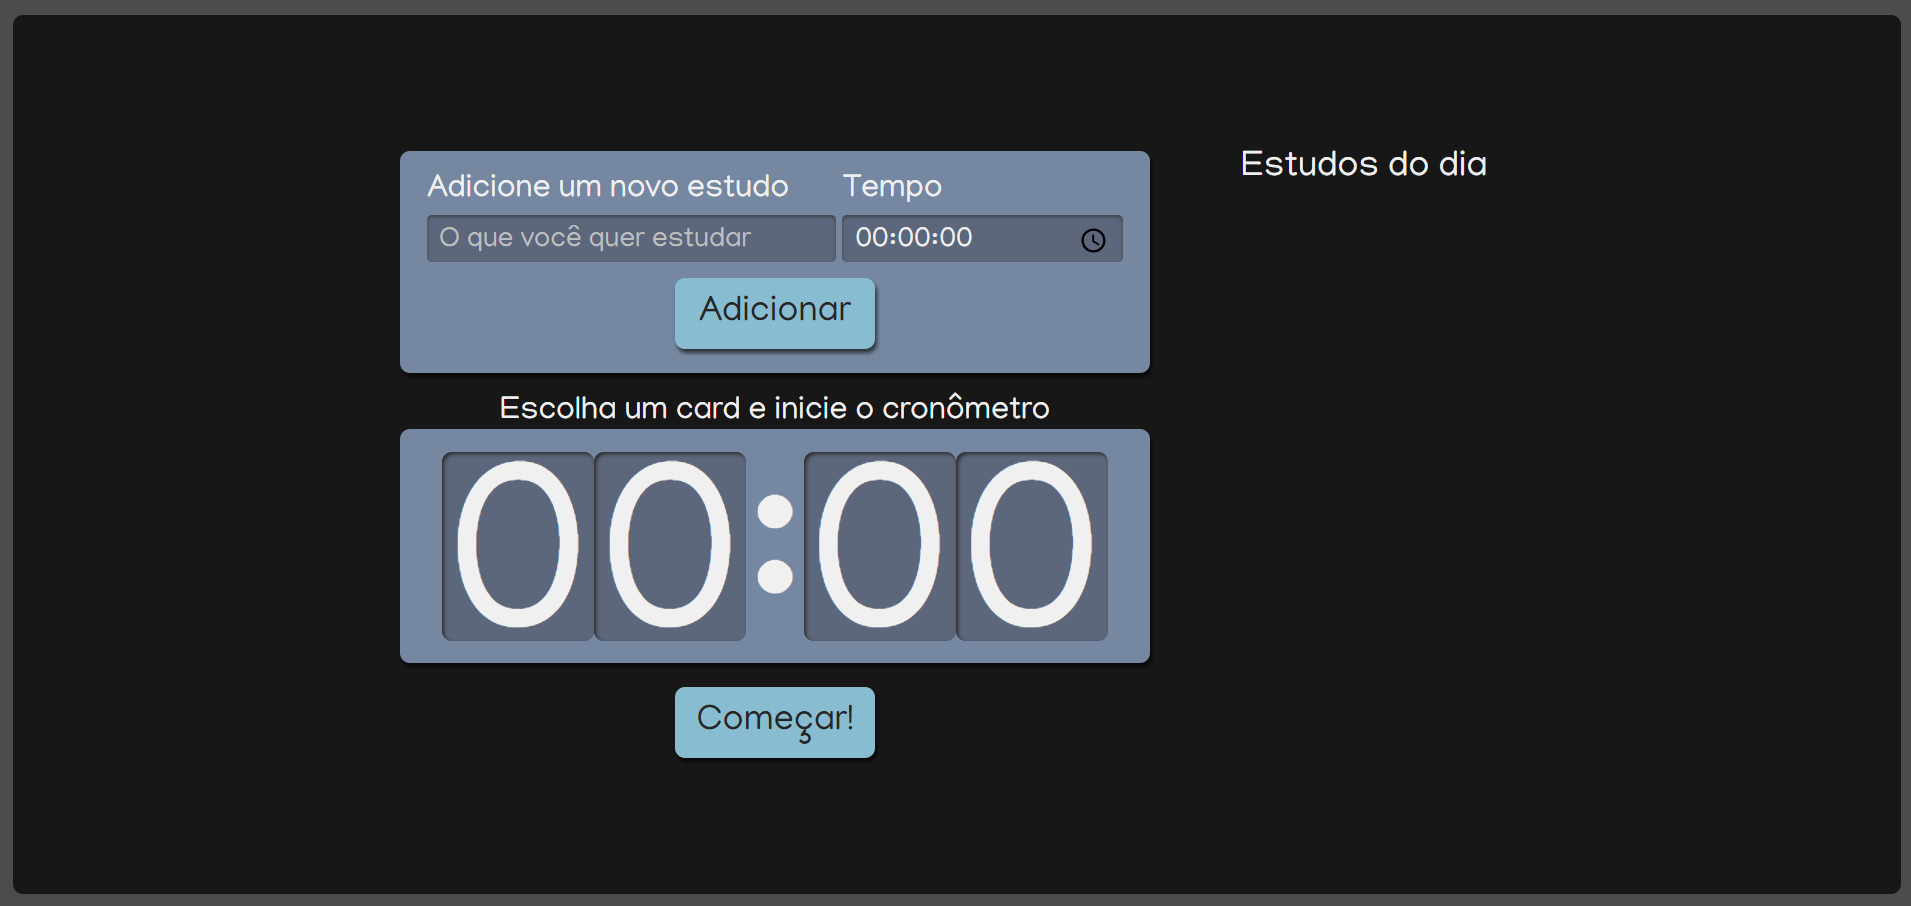 Adicione um novo estudo
Tempo
O que você quer estudar
00:00:00
Adicionar
Escolha um card e inicie o cronômetro
00:00
Começar!
Estudos do dia